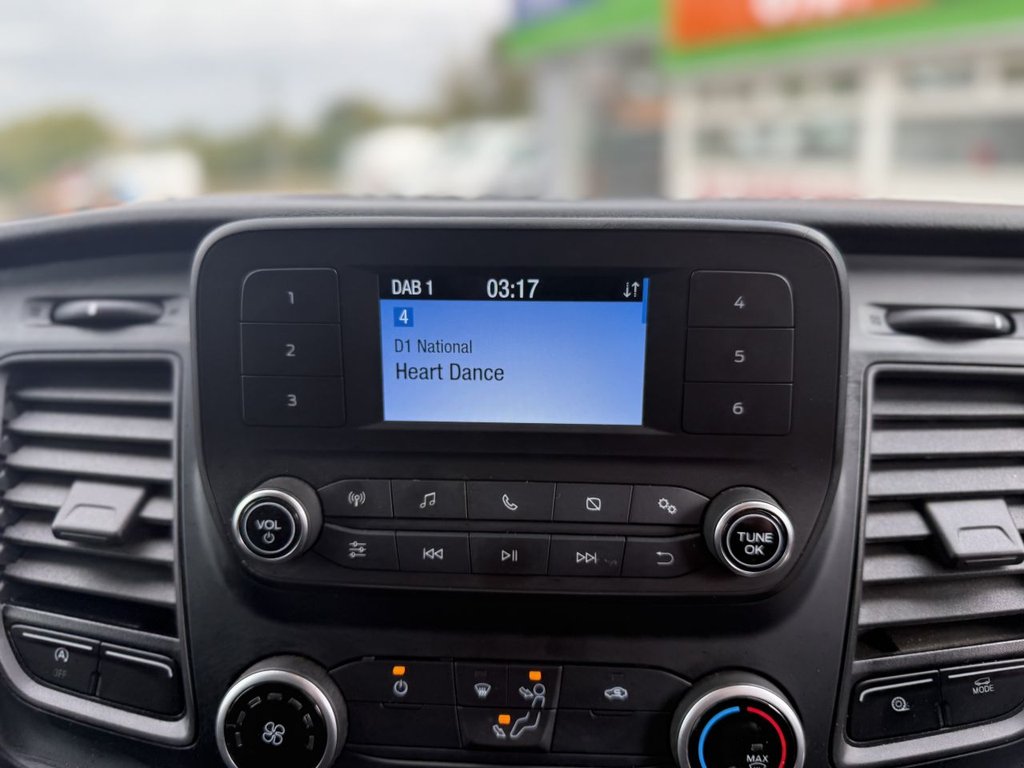 DAB 1 03:17
4
D1 National
Heart Dance
1
2
3
4
5
6
VOL
TUNE
OK
OFF
MODE
MAX